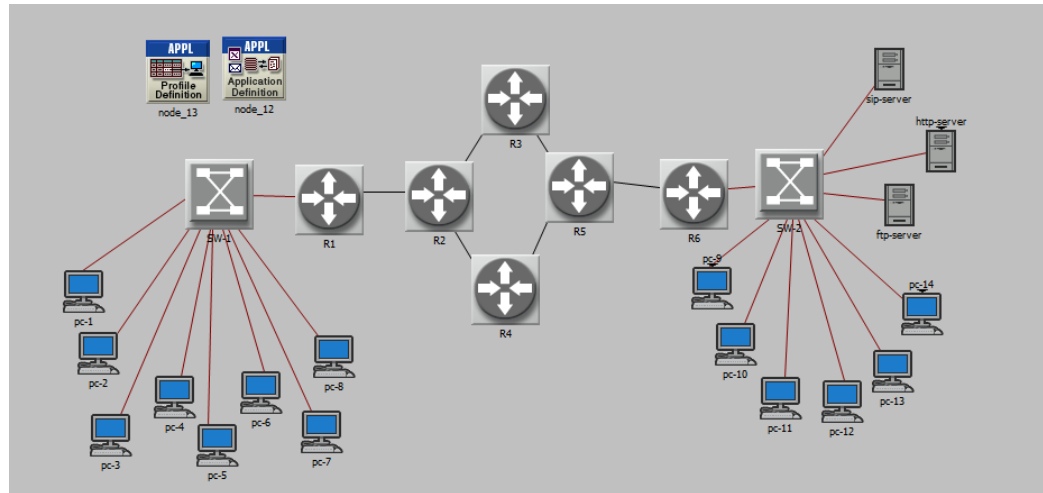 APPL
Profile
Definition
node_13
APPL
Application
Definition
node_12
sip-server
http-server
ftp-server
R3
SW-1
R1
R2
R5
R6
SW-2
R4
pc-1
pc-2
pc-3
pc-4
pc-5
pc-6
pc-7
pc-8
pc-9
pc-10
pc-11
pc-12
pc-13
pc-14